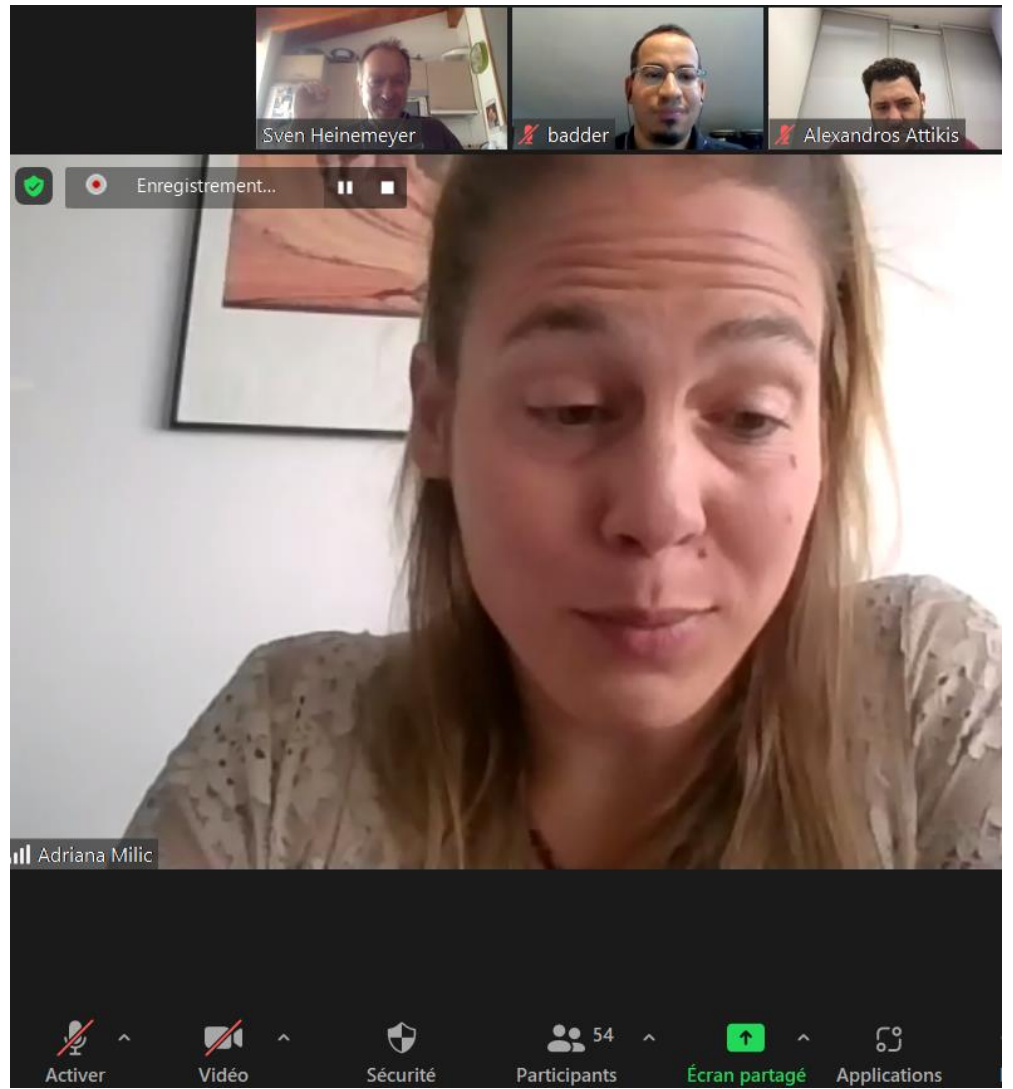 Sven Heinemeyer
badder
Alexandros Attikis
Enregistrement...
Adriana Milic
54
Activer
Vidéo
Sécurité
Participants
Écran partagé
Applications